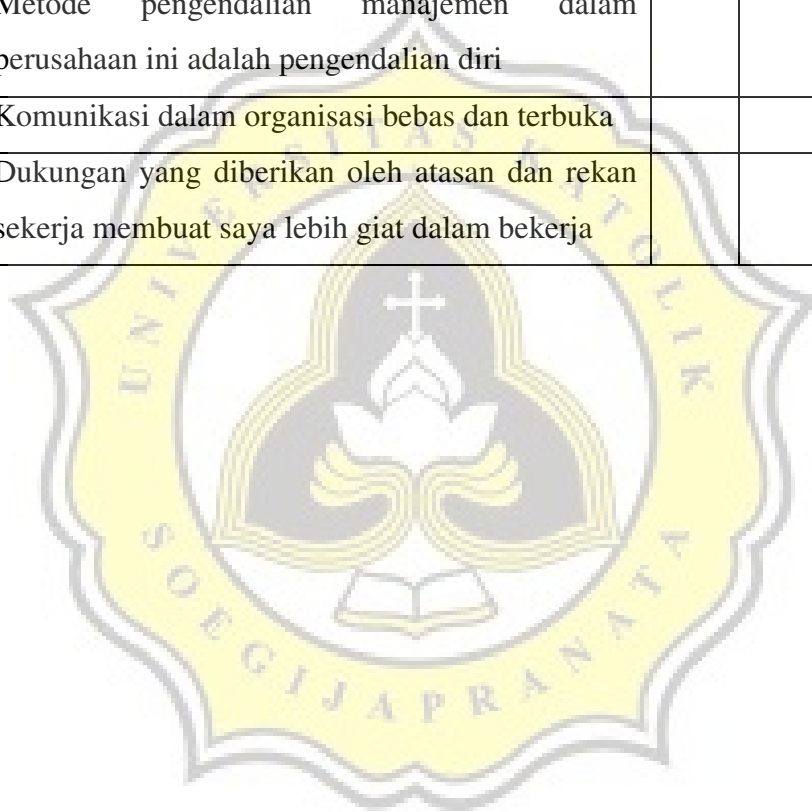 Metode pengendalian manajemen dalam
perusahaan ini adalah pengendalian diri
Komunikasi dalam organisasi bebas dan terbuka
Dukungan yang diberikan oleh atasan dan rekan
sekerja membuat saya lebih giat dalam bekerja
UNIVERSITAS KATOLIK
SOEGIJAPRANATA